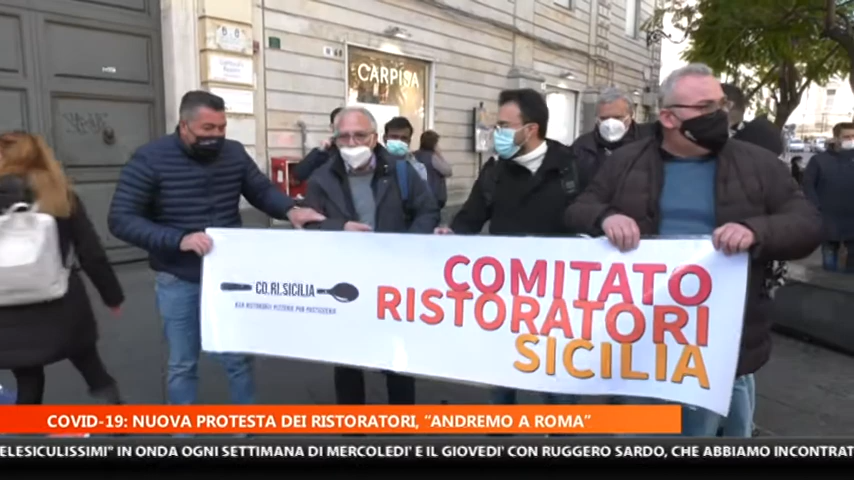 CARPISA
CO.RI.SICILIA
COMITATO
RISTORATORI
SICILIA
COVID-19: NUOVA PROTESTA DEI RISTORATORI, “ANDREMO A ROMA”
ELESICULISSIMI" IN ONDA OGNI SETTIMANA DI MERCOLEDI' E IL GIOVEDI' CON RUGGERO SARDO, CHE ABBIAMO INCONTRAT